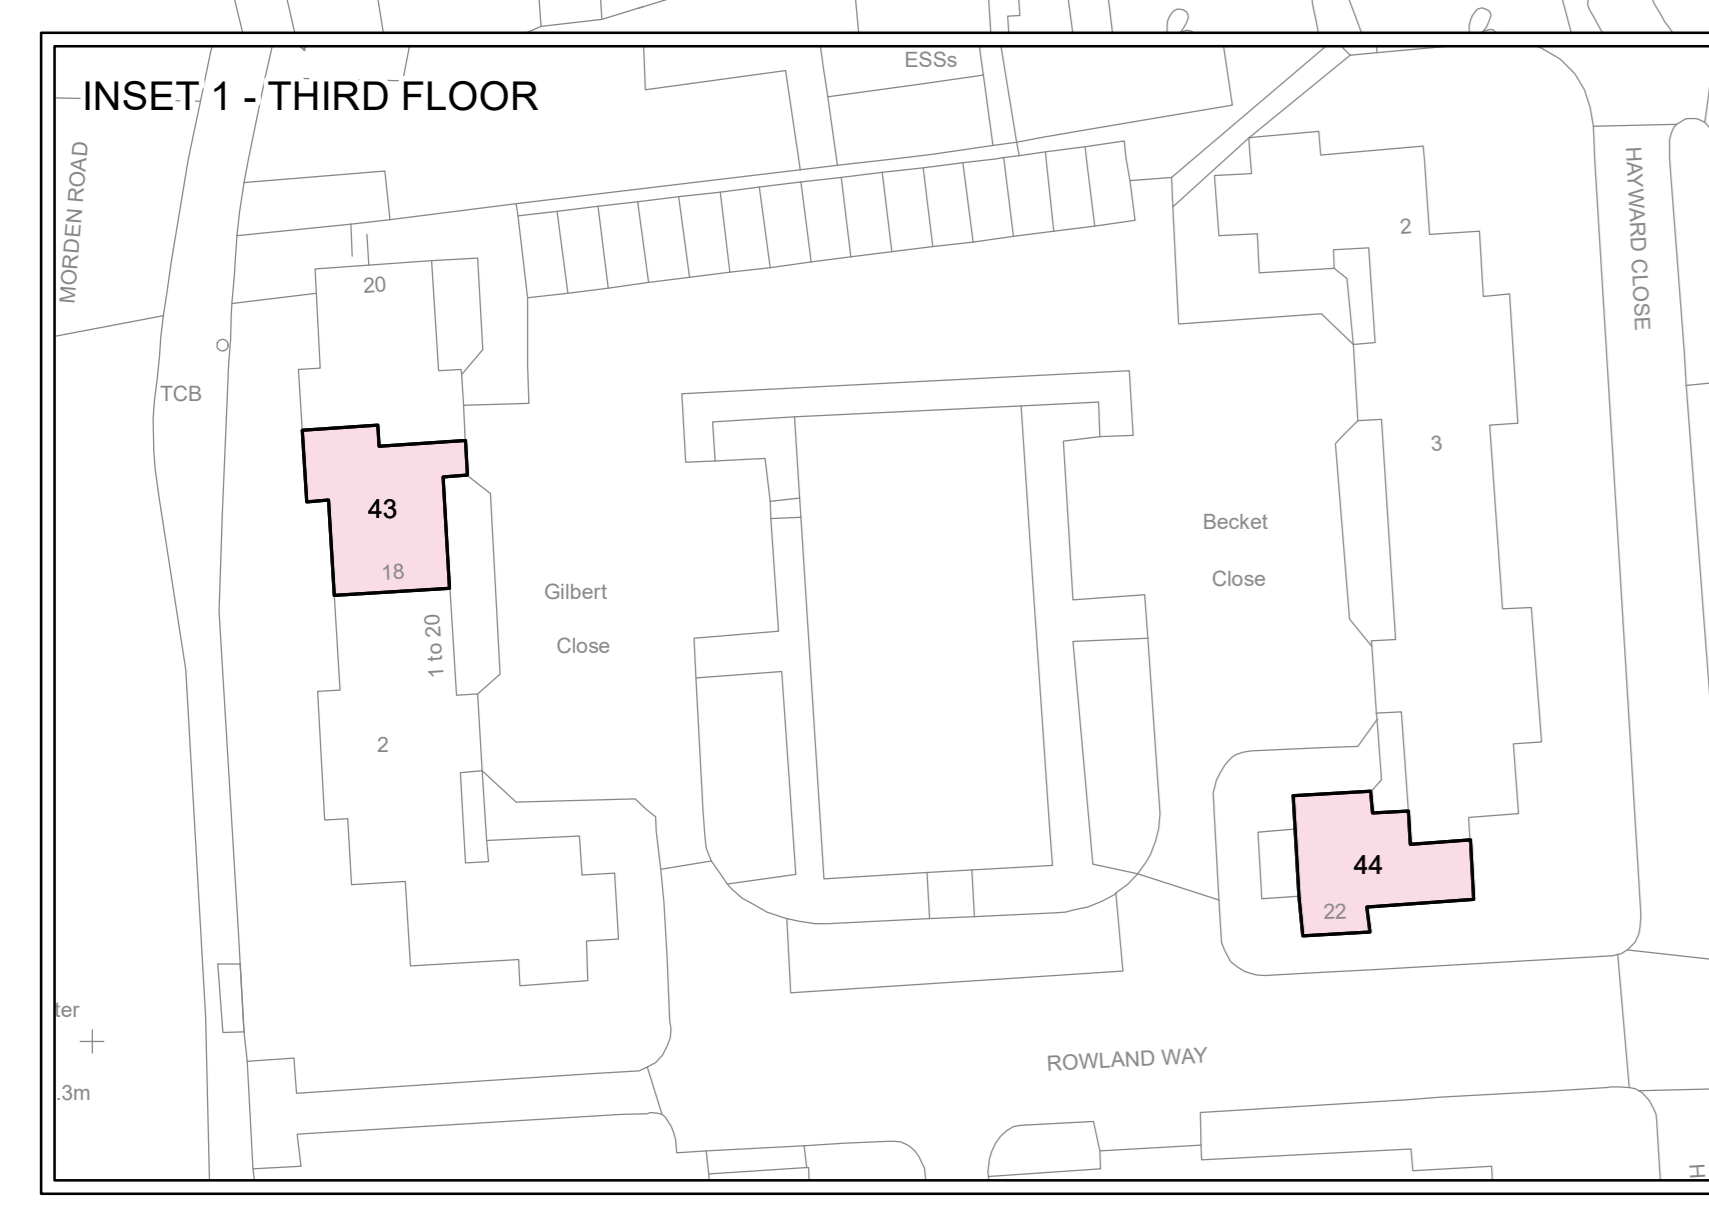 ESSs
INSET 1 - THIRD FLOOR
MORDEN ROAD
HAYWARD CLOSE
2
20
TCB
3
43
18
Becket
Close
Gilbert
Close
1 to 20
2
44
22
ter
.3m
ROWLAND WAY
H